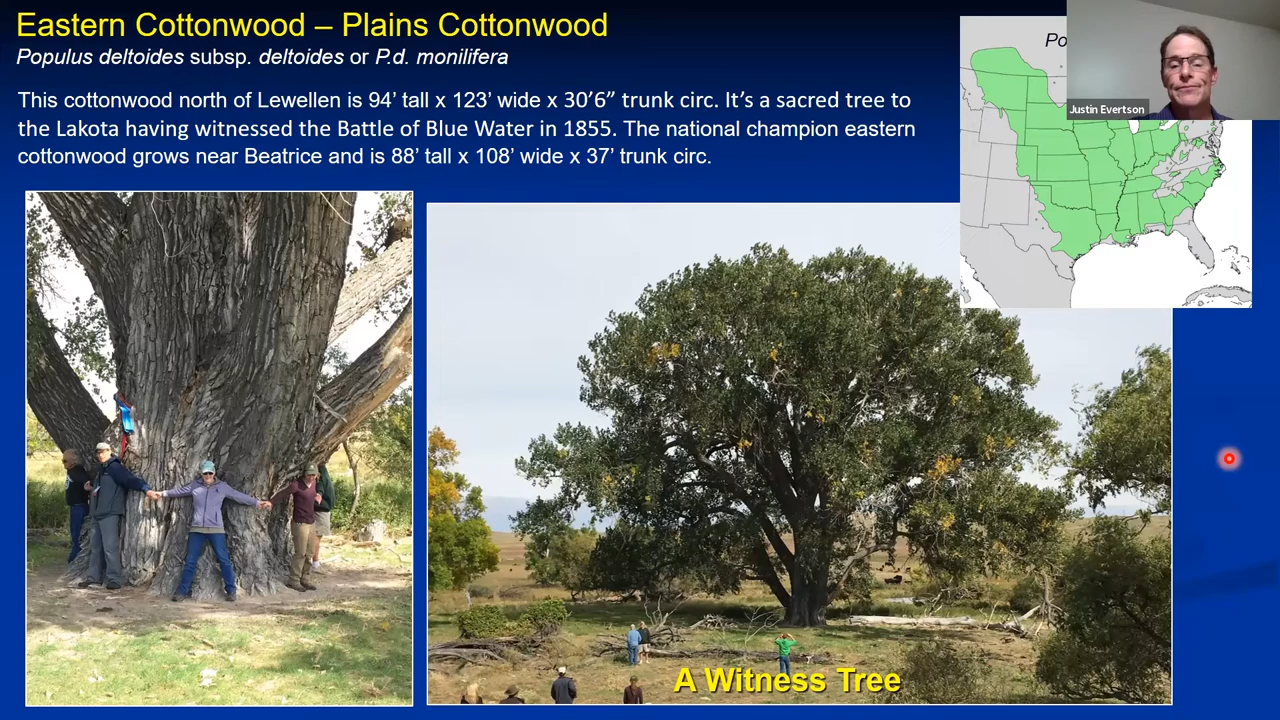 Eastern Cottonwood – Plains Cottonwood
Populus deltoides subsp. deltoides or P.d. monilifera
This cottonwood north of Lewellen is 94’ tall x 123’ wide x 30’6” trunk circ. It’s a sacred tree to
the Lakota having witnessed the Battle of Blue Water in 1855. The national champion eastern
cottonwood grows near Beatrice and is 88’ tall x 108’ wide x 37’ trunk circ.
Justin Evertson
A Witness Tree